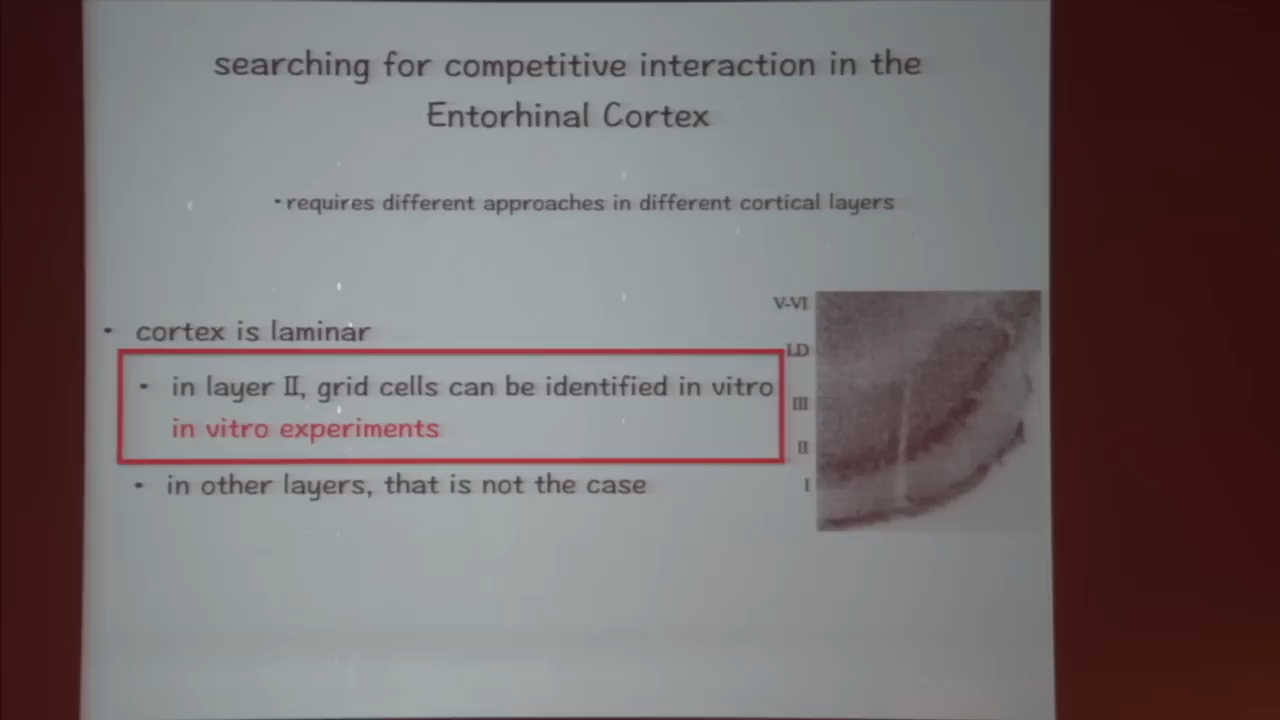 searching for competitive interaction in the
Entorhinal Cortex
• requires different approaches in different cortical layers
• cortex is laminar
• in layer II, grid cells can be identified in vitro
in vitro experiments
• in other layers, that is not the case
V-VI
LD
III
II
I